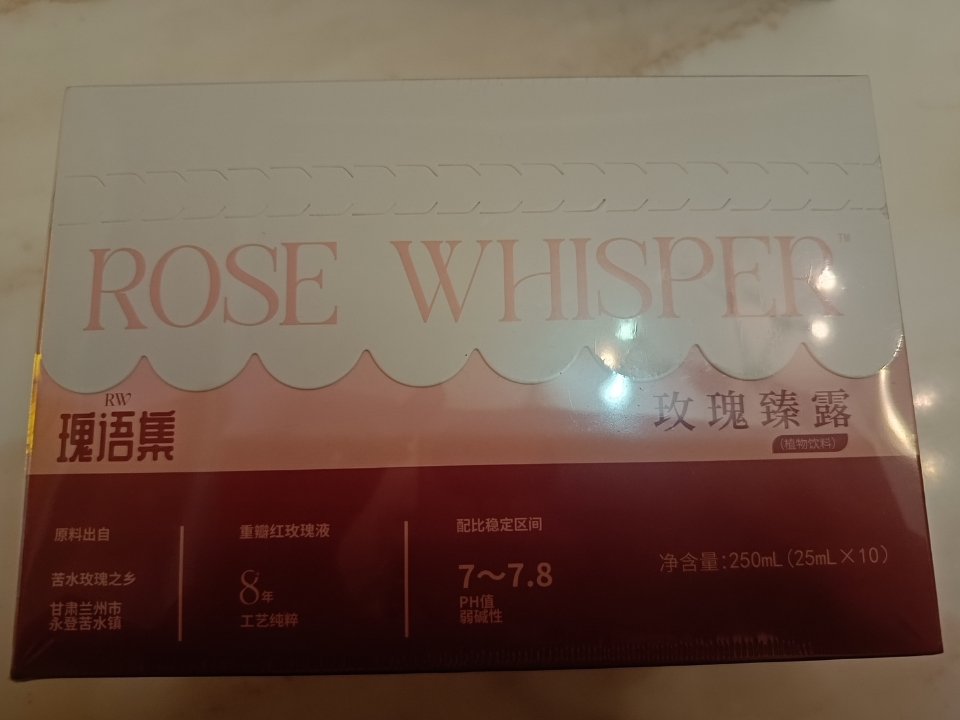 ROSE WHISPER™
RW
瑰语集
玫瑰臻露
(植物饮料)
原料出自
苦水玫瑰之乡
甘肃兰州市
永登苦水镇
重瓣红玫瑰液
8年
工艺纯粹
配比稳定区间
7～7.8
PH值
弱碱性
净含量:250mL(25mL×10)